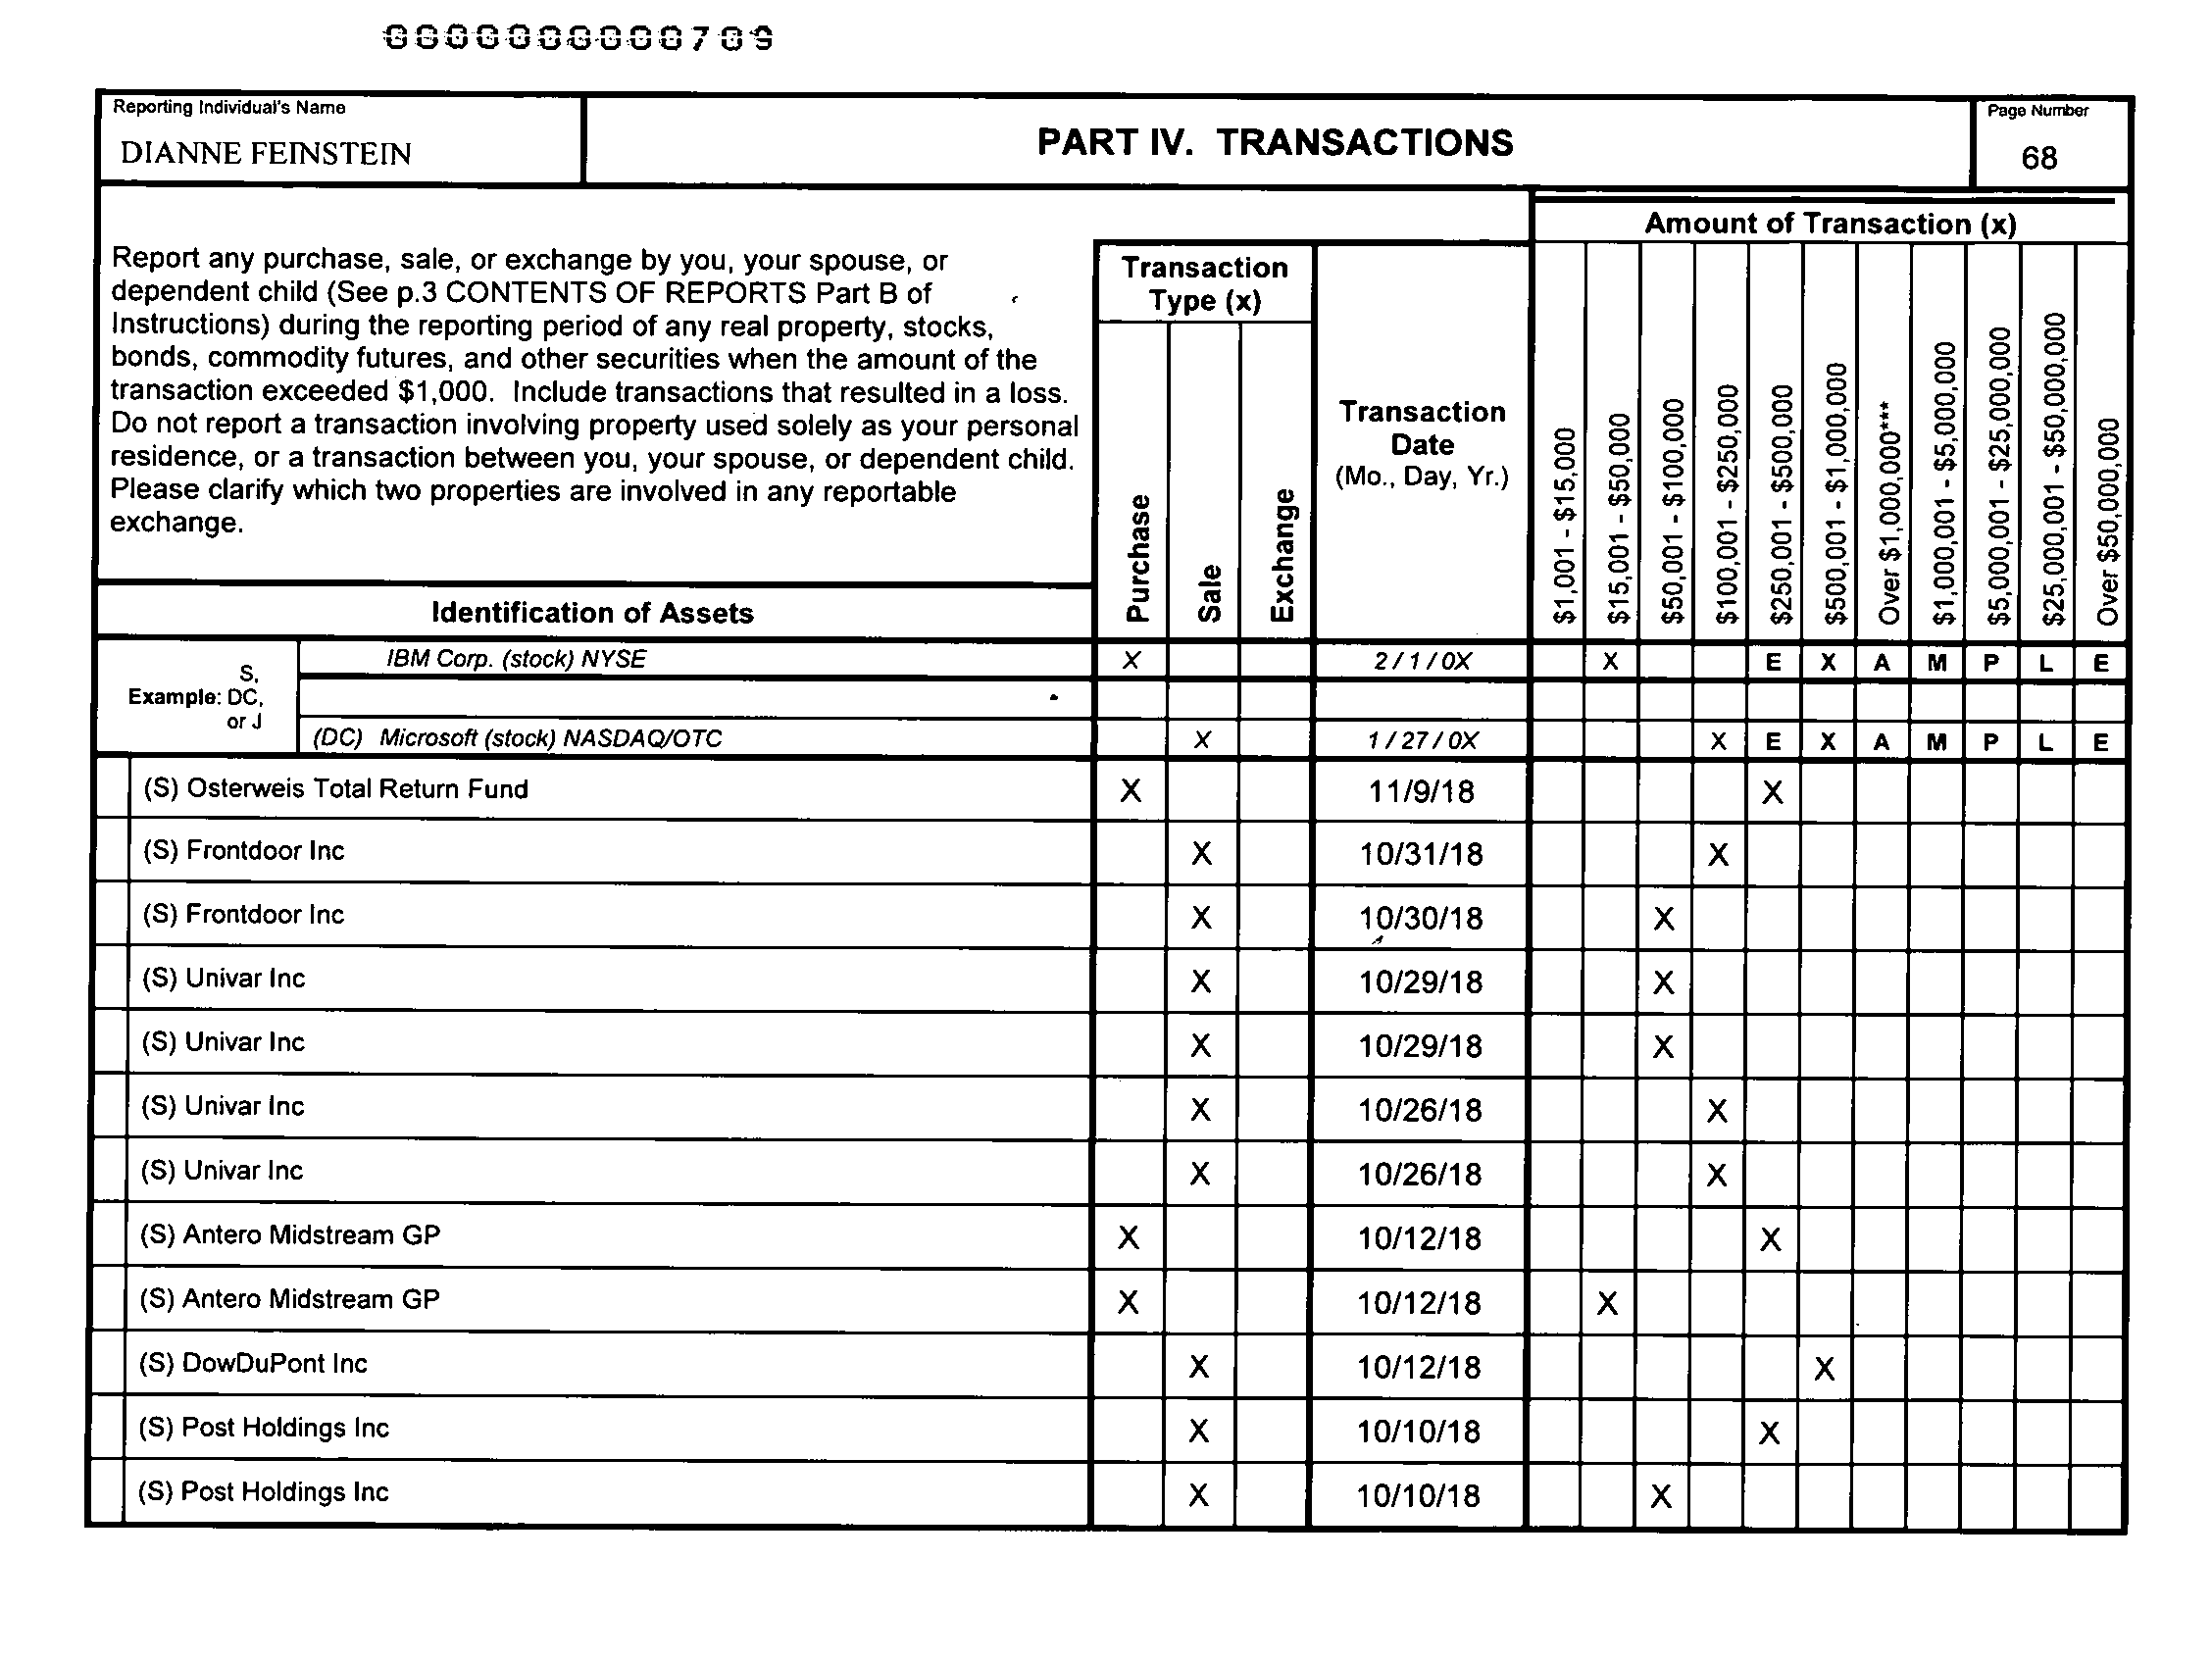 0000000000709
Reporting Individual's Name
DIANNE FEINSTEIN
PART IV. TRANSACTIONS
Page Number
68
Report any purchase, sale, or exchange by you, your spouse, or
dependent child (See p.3 CONTENTS OF REPORTS Part B of
Instructions) during the reporting period of any real property, stocks,
bonds, commodity futures, and other securities when the amount of the
transaction exceeded $1,000. Include transactions that resulted in a loss.
Do not report a transaction involving property used solely as your personal
residence, or a transaction between you, your spouse, or dependent child.
Please clarify which two properties are involved in any reportable
exchange.
Identification of Assets
Transaction
Type (x)
Purchase
Sale
Exchange
Transaction
Date
(Mo., Day, Yr.)
Amount of Transaction (x)
$1,001 - $15,000
$15,001 - $50,000
$50,001 - $100,000
$100,001 - $250,000
$250,001 - $500,000
$500,001 - $1,000,000
Over $1,000,000***
$1,000,001 - $5,000,000
$5,000,001 - $25,000,000
$25,000,001 - $50,000,000
Over $50,000,000
Example: S, DC, or J
IBM Corp. (stock) NYSE X 2/1/0X X E X A M P L E
(DC) Microsoft (stock) NASDAQ/OTC X 1/27/0X X E X A M P L E
(S) Osterweis Total Return Fund X 11/9/18 X
(S) Frontdoor Inc X 10/31/18 X
(S) Frontdoor Inc X 10/30/18 X
(S) Univar Inc X 10/29/18 X
(S) Univar Inc X 10/29/18 X
(S) Univar Inc X 10/26/18 X
(S) Univar Inc X 10/26/18 X
(S) Antero Midstream GP X 10/12/18 X
(S) Antero Midstream GP X 10/12/18 X
(S) DowDuPont Inc X 10/12/18 X
(S) Post Holdings Inc X 10/10/18 X
(S) Post Holdings Inc X 10/10/18 X